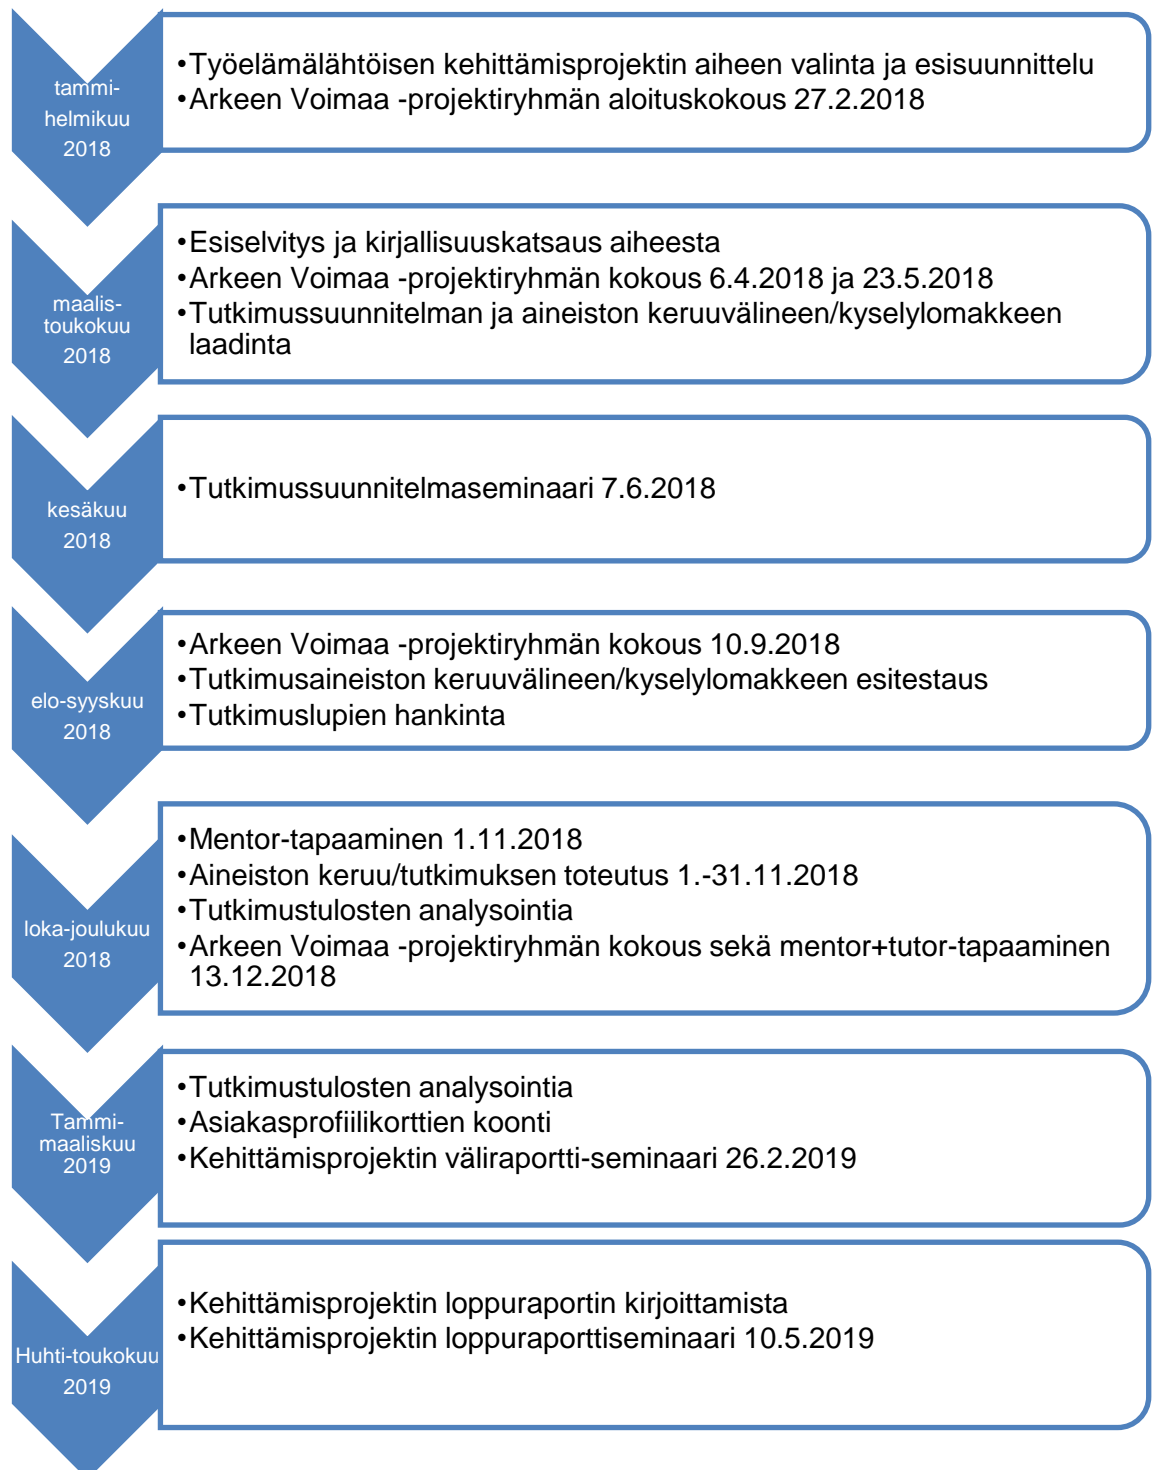 tammi-
helmikuu
2018
•Työelämälähtöisen kehittämisprojektin aiheen valinta ja esisuunnittelu
•Arkeen Voimaa -projektiryhmän aloituskokous 27.2.2018
maalis-
toukokuu
2018
•Esiselvitys ja kirjallisuuskatsaus aiheesta
•Arkeen Voimaa -projektiryhmän kokous 6.4.2018 ja 23.5.2018
•Tutkimussuunnitelman ja aineiston keruuvälineen/kyselylomakkeen
laadinta
kesäkuu
2018
•Tutkimussuunnitelmaseminaari 7.6.2018
elo-syyskuu
2018
•Arkeen Voimaa -projektiryhmän kokous 10.9.2018
•Tutkimusaineiston keruuvälineen/kyselylomakkeen esitestaus
•Tutkimuslupien hankinta
loka-joulukuu
2018
•Mentor-tapaaminen 1.11.2018
•Aineiston keruu/tutkimuksen toteutus 1.-31.11.2018
•Tutkimustulosten analysointia
•Arkeen Voimaa -projektiryhmän kokous sekä mentor+tutor-tapaaminen
13.12.2018
Tammi-
maaliskuu
2019
•Tutkimustulosten analysointia
•Asiakasprofiilikorttien koonti
•Kehittämisprojektin väliraportti-seminaari 26.2.2019
Huhti-toukokuu
2019
•Kehittämisprojektin loppuraportin kirjoittamista
•Kehittämisprojektin loppuraporttiseminaari 10.5.2019